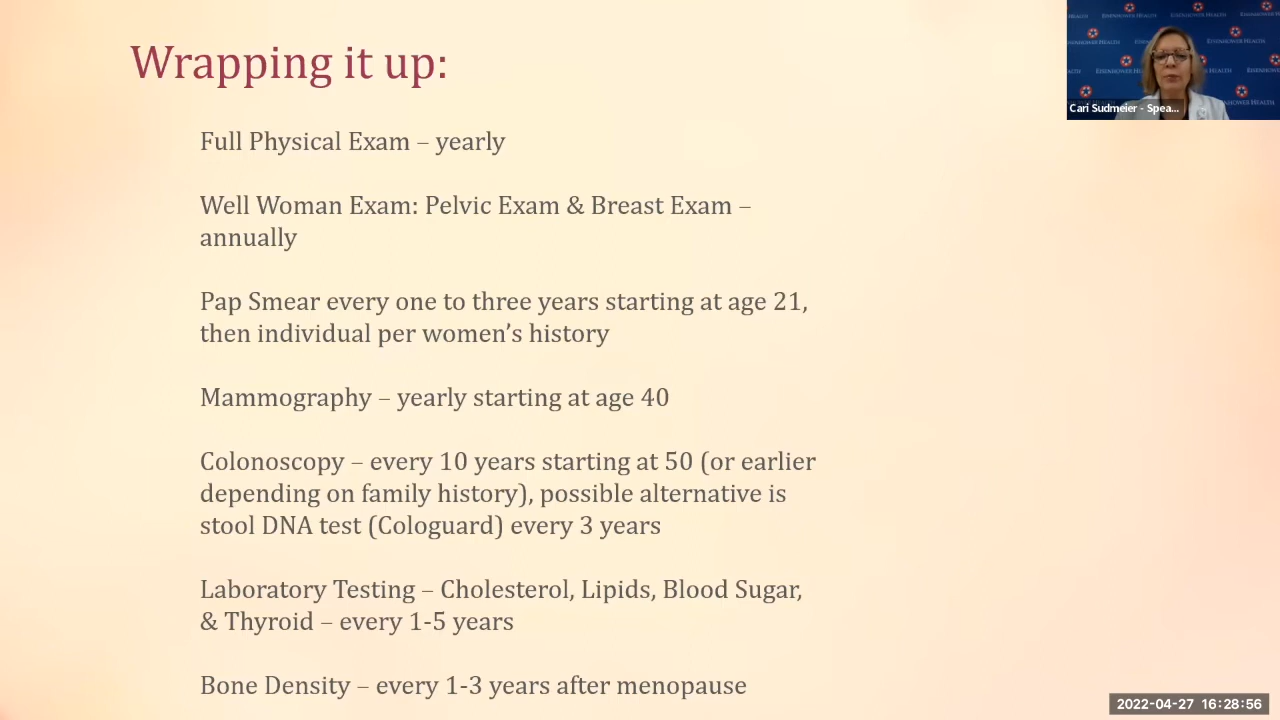 Wrapping it up:
Full Physical Exam – yearly
Well Woman Exam: Pelvic Exam & Breast Exam –
annually
Pap Smear every one to three years starting at age 21,
then individual per women’s history
Mammography – yearly starting at age 40
Colonoscopy – every 10 years starting at 50 (or earlier
depending on family history), possible alternative is
stool DNA test (Cologuard) every 3 years
Laboratory Testing – Cholesterol, Lipids, Blood Sugar,
& Thyroid – every 1-5 years
Bone Density – every 1-3 years after menopause
EISENHOWER HEALTH
Cari Sudmeier - Spea...
2022-04-27 16:28:56